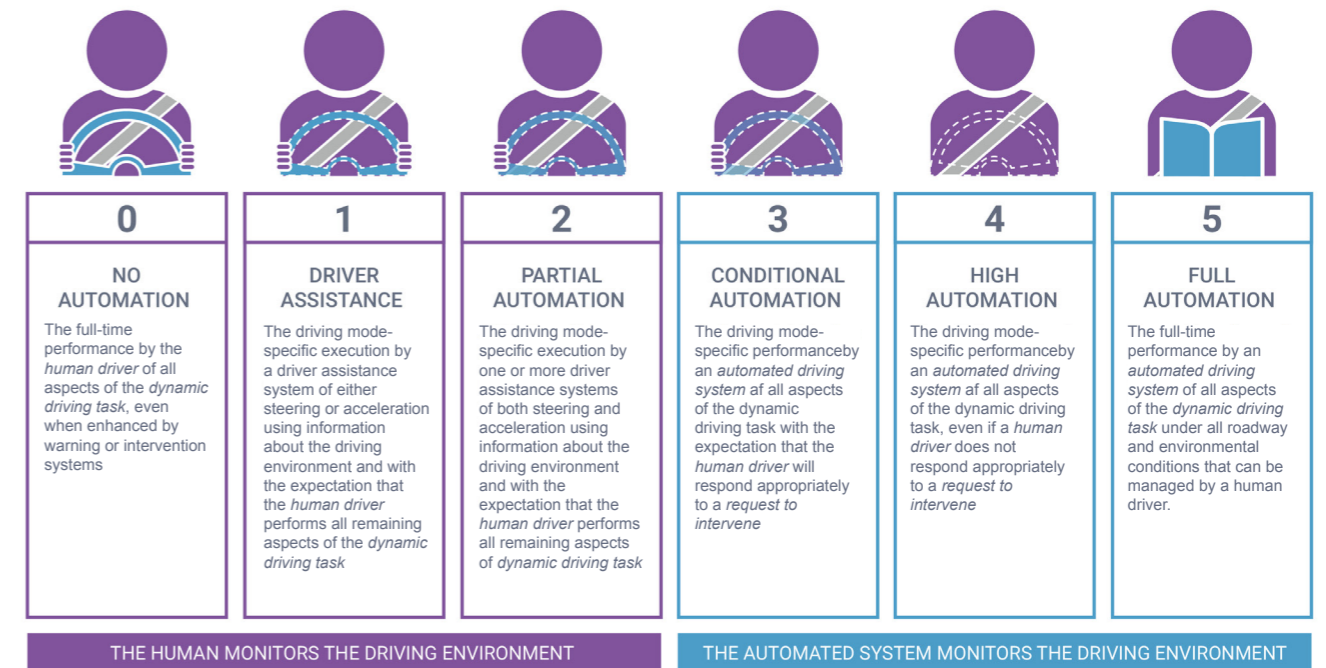 0
NO
AUTOMATION
The full-time
performance by the
human driver of all
aspects of the dynamic
driving task, even
when enhanced by
warning or intervention
systems
1
DRIVER
ASSISTANCE
The driving mode-
specific execution by
a driver assistance
system of either
steering or acceleration
using information
about the driving
environment and with
the expectation that
the human driver
performs all remaining
aspects of the dynamic
driving task
2
PARTIAL
AUTOMATION
The driving mode-
specific execution by
one or more driver
assistance systems
of both steering and
acceleration using
information about the
driving environment
and with the
expectation that the
human driver performs
all remaining aspects
of dynamic driving task
3
CONDITIONAL
AUTOMATION
The driving mode-
specific performanceby
an automated driving
system af all aspects
of the dynamic
driving task with the
expectation that the
human driver will
respond appropriately
to a request to
intervene
4
HIGH
AUTOMATION
The driving mode-
specific performanceby
an automated driving
system af all aspects
of the dynamic driving
task, even if a human
driver does not
respond appropriately
to a request to
intervene
5
FULL
AUTOMATION
The full-time
performance by an
automated driving
system of all aspects
of the dynamic driving
task under all roadway
and environmental
conditions that can be
managed by a human
driver.
THE HUMAN MONITORS THE DRIVING ENVIRONMENT
THE AUTOMATED SYSTEM MONITORS THE DRIVING ENVIRONMENT